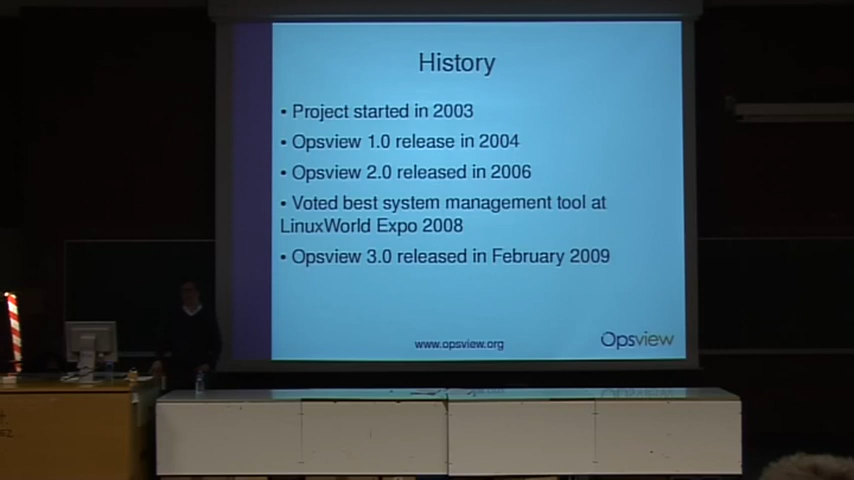 History
• Project started in 2003
• Opsview 1.0 release in 2004
• Opsview 2.0 released in 2006
• Voted best system management tool at
LinuxWorld Expo 2008
• Opsview 3.0 released in February 2009
www.opsview.org
Opsview